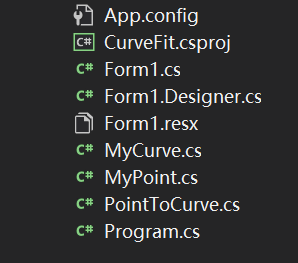 App.config
C# CurveFit.csproj
C# Form1.cs
C# Form1.Designer.cs
Form1.resx
C# MyCurve.cs
C# MyPoint.cs
C# PointToCurve.cs
C# Program.cs